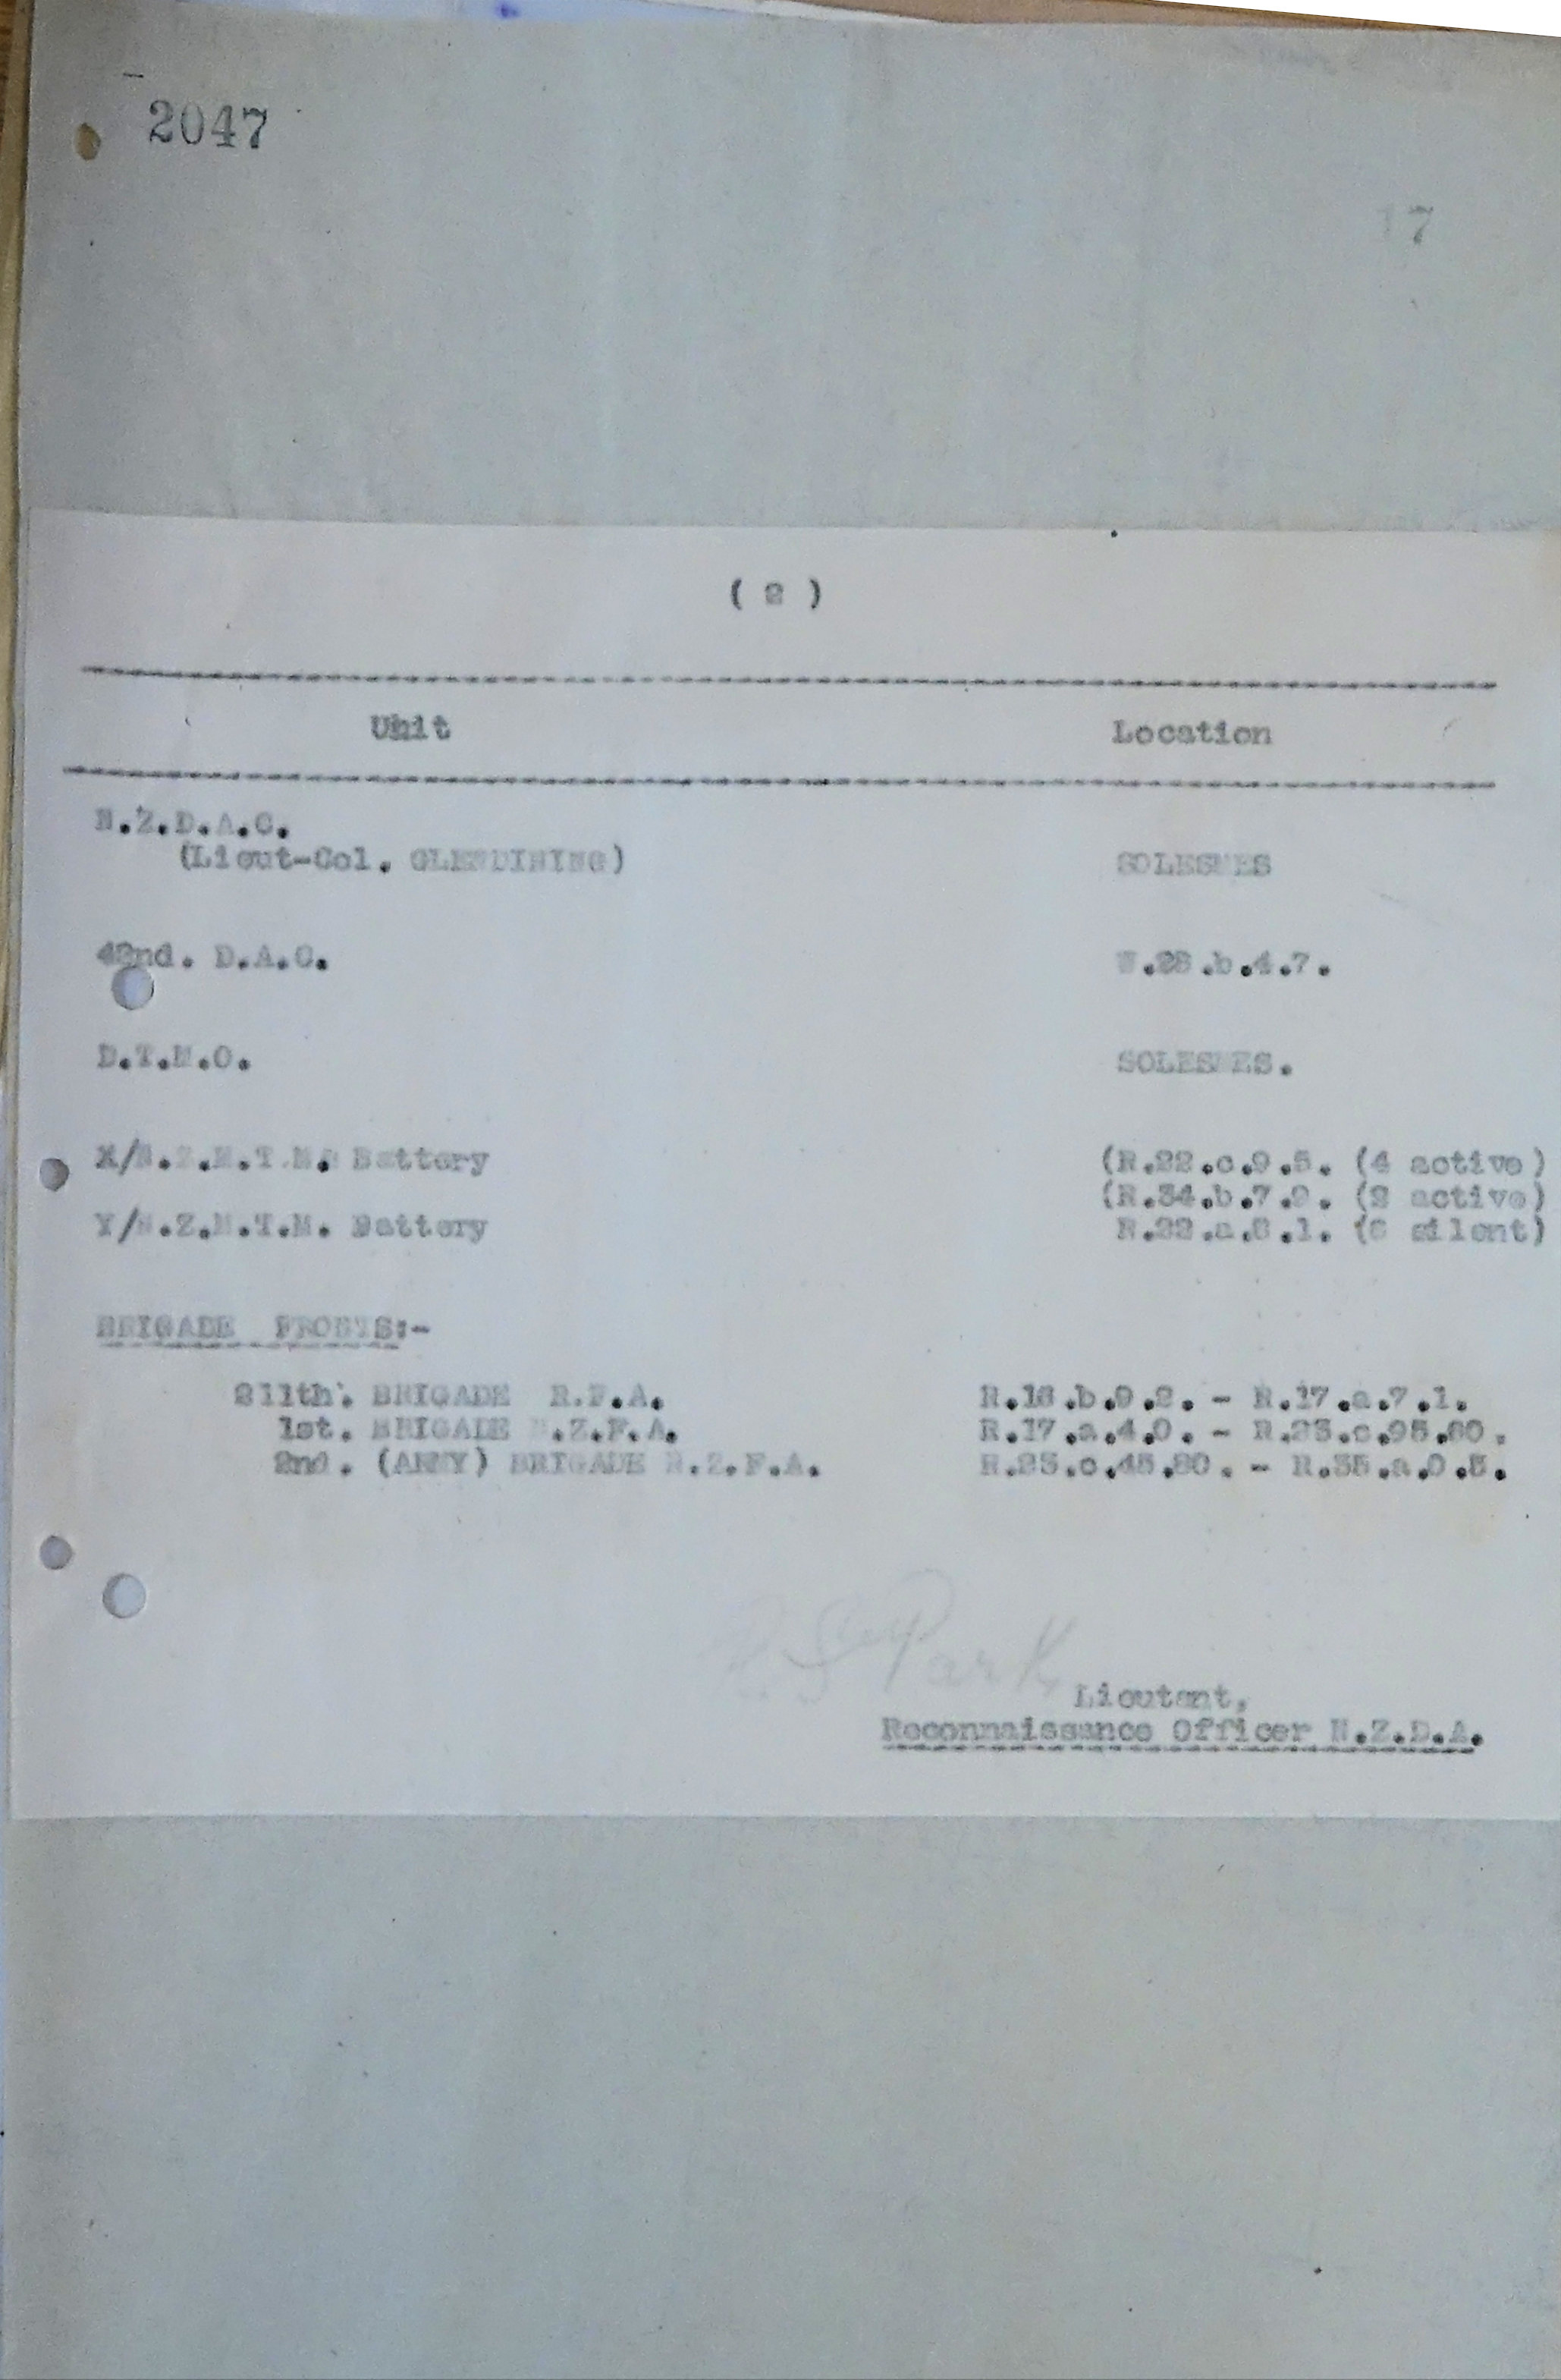 2047
17
( 2 )
Unit Location
N.Z.D.A.C.
(Lieut-Col. GLENDINING) SOLESMES
42nd. D.A.C. W.28.b.4.7.
D.T.M.O. SOLESMES.
X/N.Z.M.T.M. Battery (R.22.c.9.5. (4 active)
(R.34.b.7.9. (2 active)
Y/N.Z.M.T.M. Battery R.22.a.8.1. (6 silent)
BRIGADE FRONTS:-
211th. BRIGADE R.F.A. R.16.b.9.2. - R.17.a.7.1.
1st. BRIGADE N.Z.F.A. R.17.a.4.0. - R.23.c.95.80.
2nd. (ARMY) BRIGADE N.Z.F.A. R.23.c.45.80. - R.35.a.0.5.
Park
Lieutent,
Reconnaissance Officer N.Z.D.A.